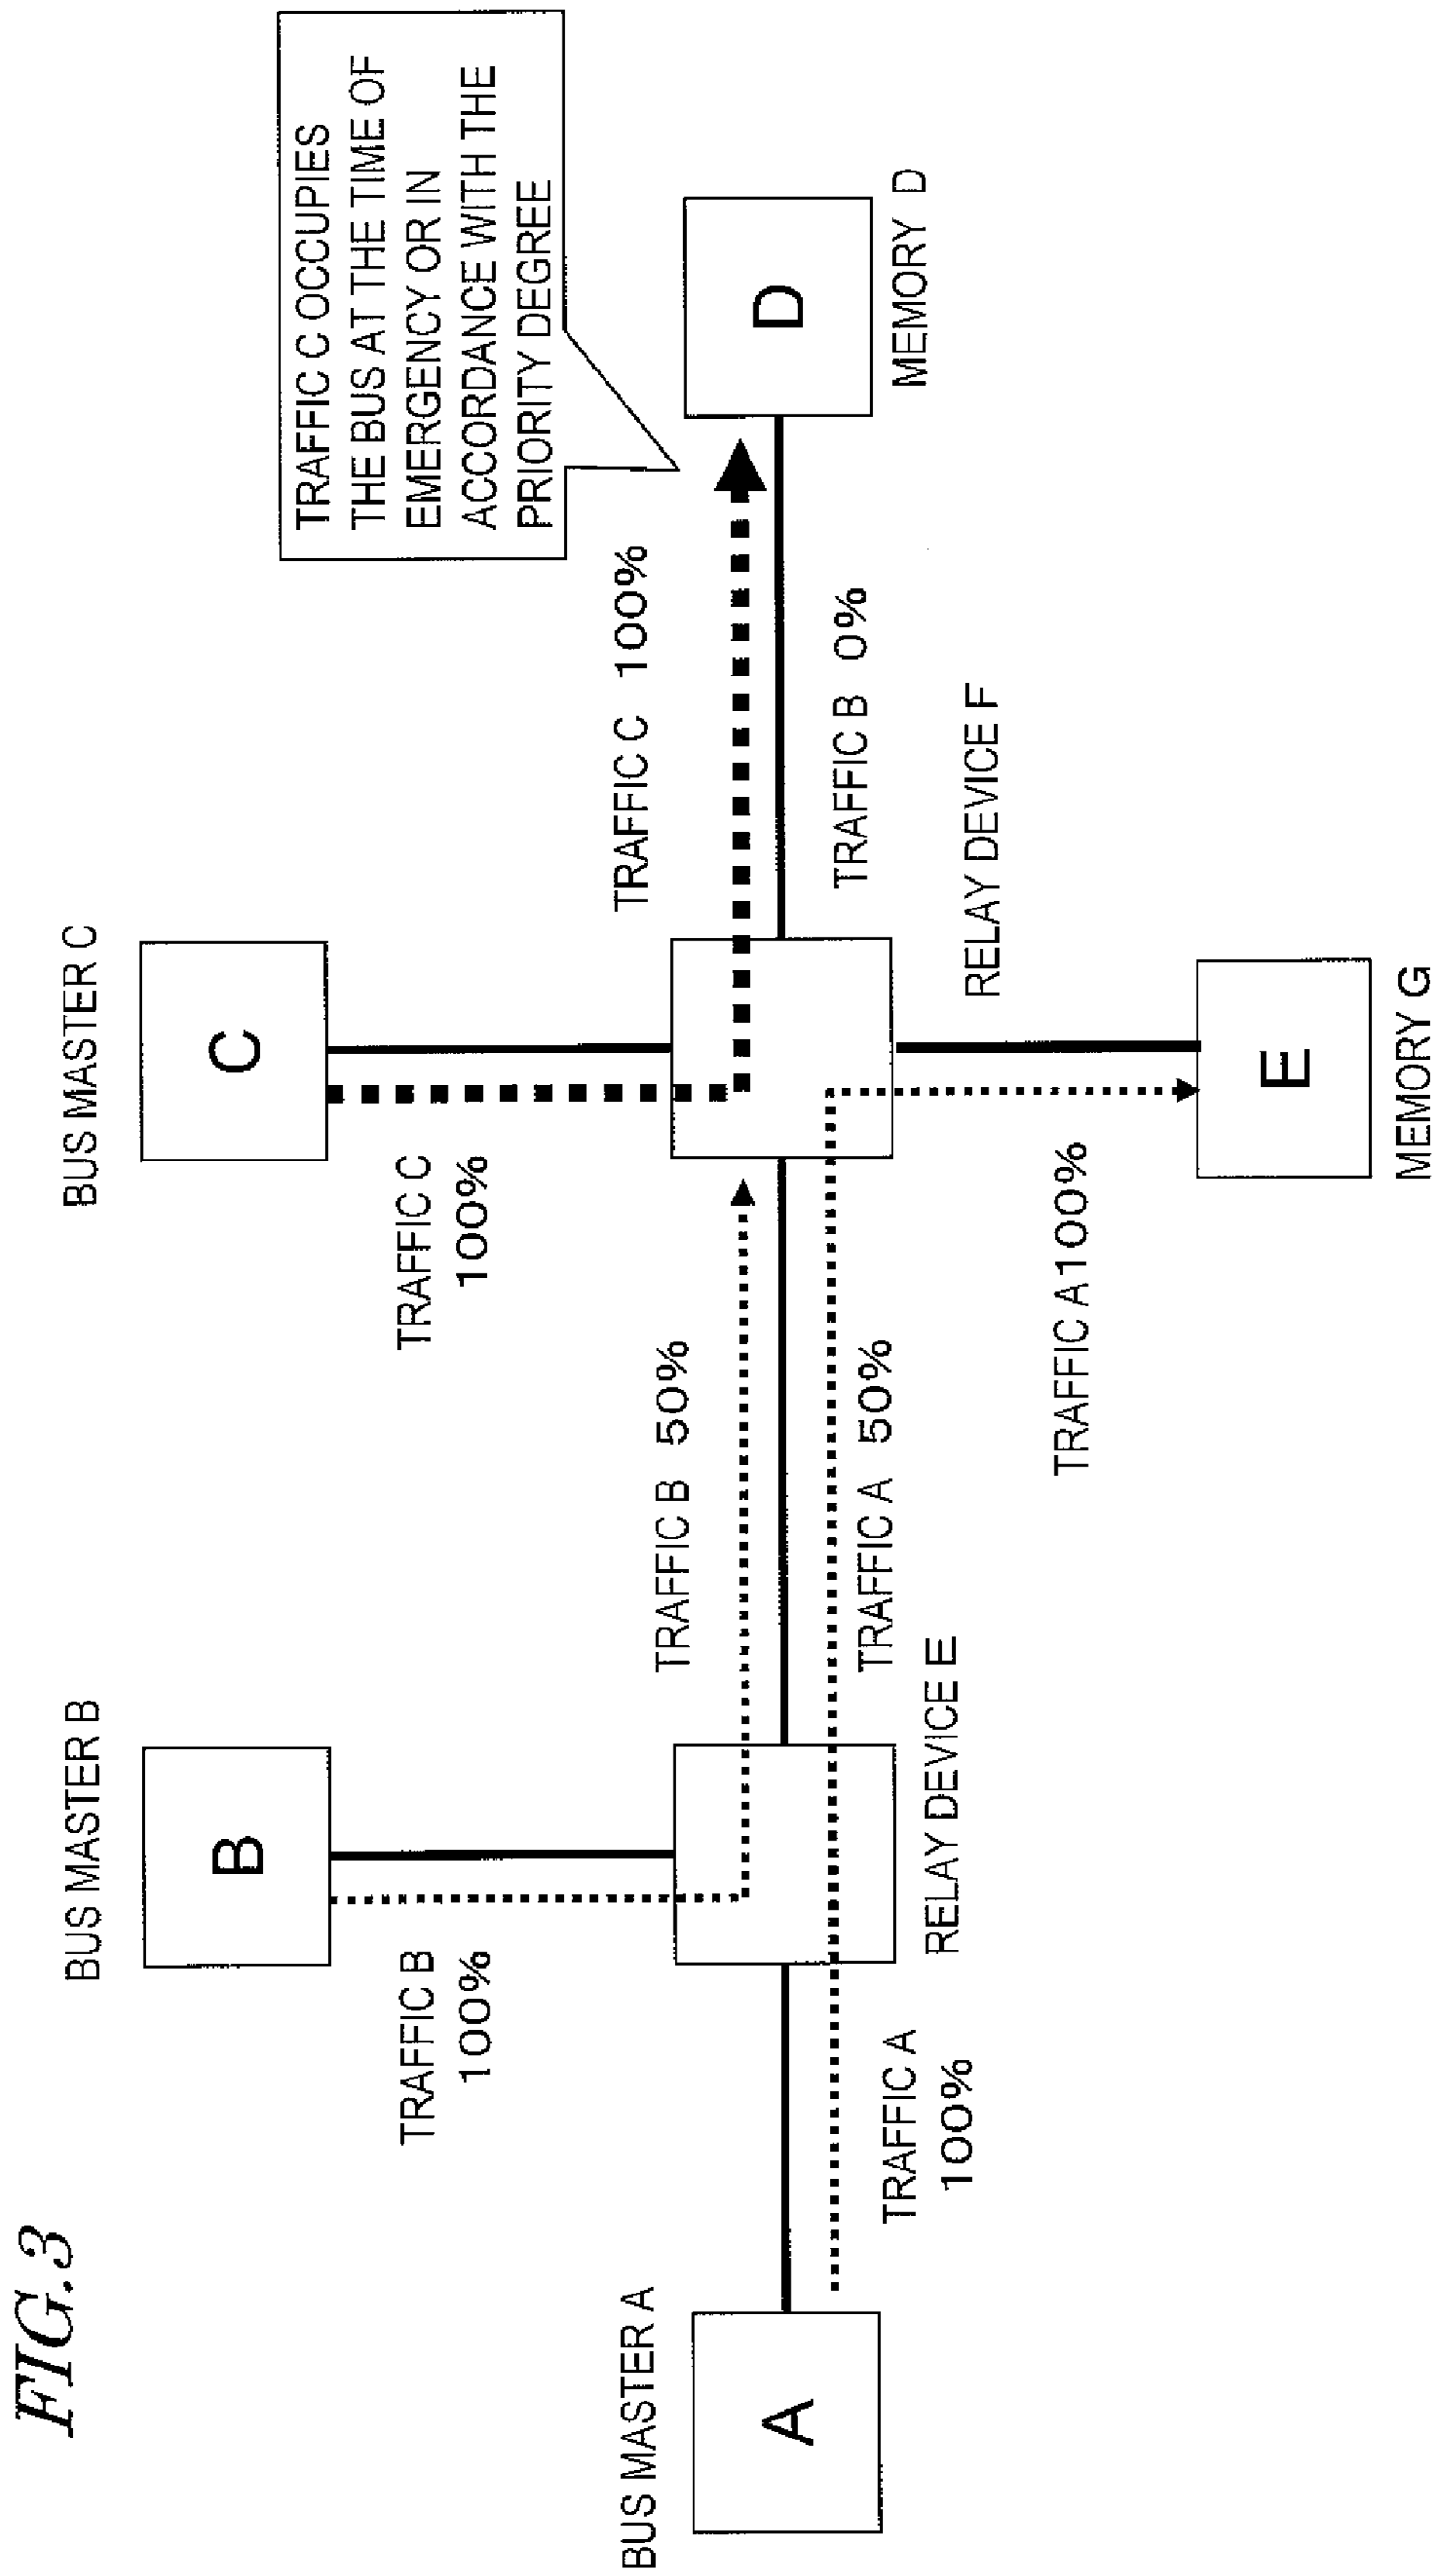 FIG.3
BUS MASTER A
A
TRAFFIC A
100%
BUS MASTER B
B
TRAFFIC B
100%
RELAY DEVICE E
TRAFFIC B 50%
TRAFFIC A 50%
BUS MASTER C
C
TRAFFIC C
100%
RELAY DEVICE F
TRAFFIC A 100%
E
MEMORY G
TRAFFIC C 100%
TRAFFIC B 0%
TRAFFIC C OCCUPIES
THE BUS AT THE TIME OF
EMERGENCY OR IN
ACCORDANCE WITH THE
PRIORITY DEGREE
D
MEMORY D